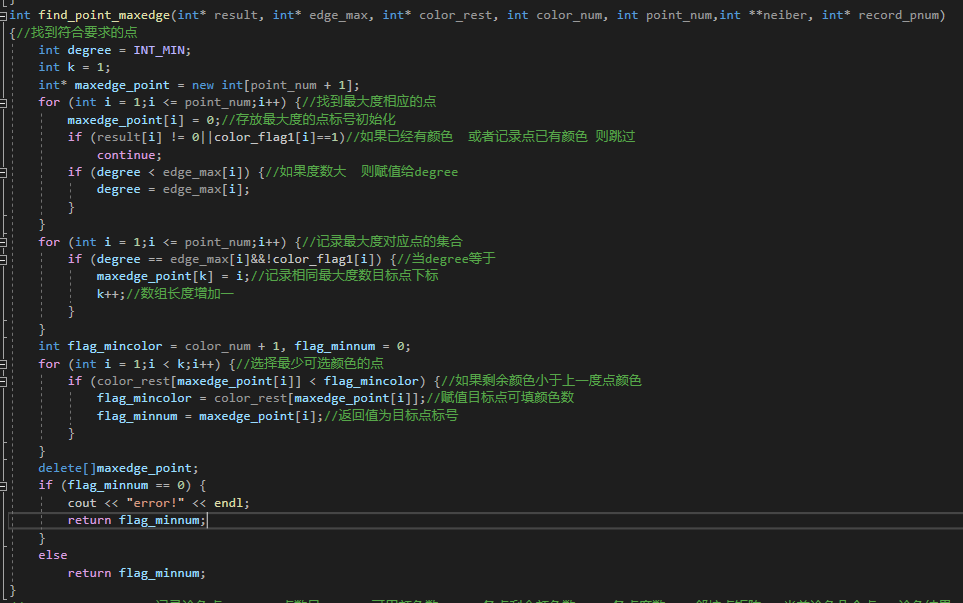 int find_point_maxedge(int* result, int* edge_max, int* color_rest, int color_num, int point_num,int **neiber, int* record_pnum)
{//找到符合要求的点
int degree = INT_MIN;
int k = 1;
int* maxedge_point = new int[point_num + 1];
for (int i = 1;i <= point_num;i++) {//找到最大度相应的点
maxedge_point[i] = 0;//存放最大度的点标号初始化
if (result[i] != 0||color_flag1[i]==1)//如果已经有颜色 或者记录点已有颜色 则跳过
continue;
if (degree < edge_max[i]) {//如果度数大 则赋值给degree
degree = edge_max[i];
}
}
for (int i = 1;i <= point_num;i++) {//记录最大度对应点的集合
if (degree == edge_max[i]&&!color_flag1[i]) {//当degree等于
maxedge_point[k] = i;//记录相同最大度数目标点下标
k++;//数组长度增加一
}
}
int flag_mincolor = color_num + 1, flag_minnum = 0;
for (int i = 1;i < k;i++) {//选择最少可选颜色的点
if (color_rest[maxedge_point[i]] < flag_mincolor) {//如果剩余颜色小于上一度点颜色
flag_mincolor = color_rest[maxedge_point[i]];//赋值目标点可填颜色数
flag_minnum = maxedge_point[i];//返回值为目标点标号
}
}
delete[]maxedge_point;
if (flag_minnum == 0) {
cout << "error!" << endl;
return flag_minnum;
}
else
return flag_minnum;
}